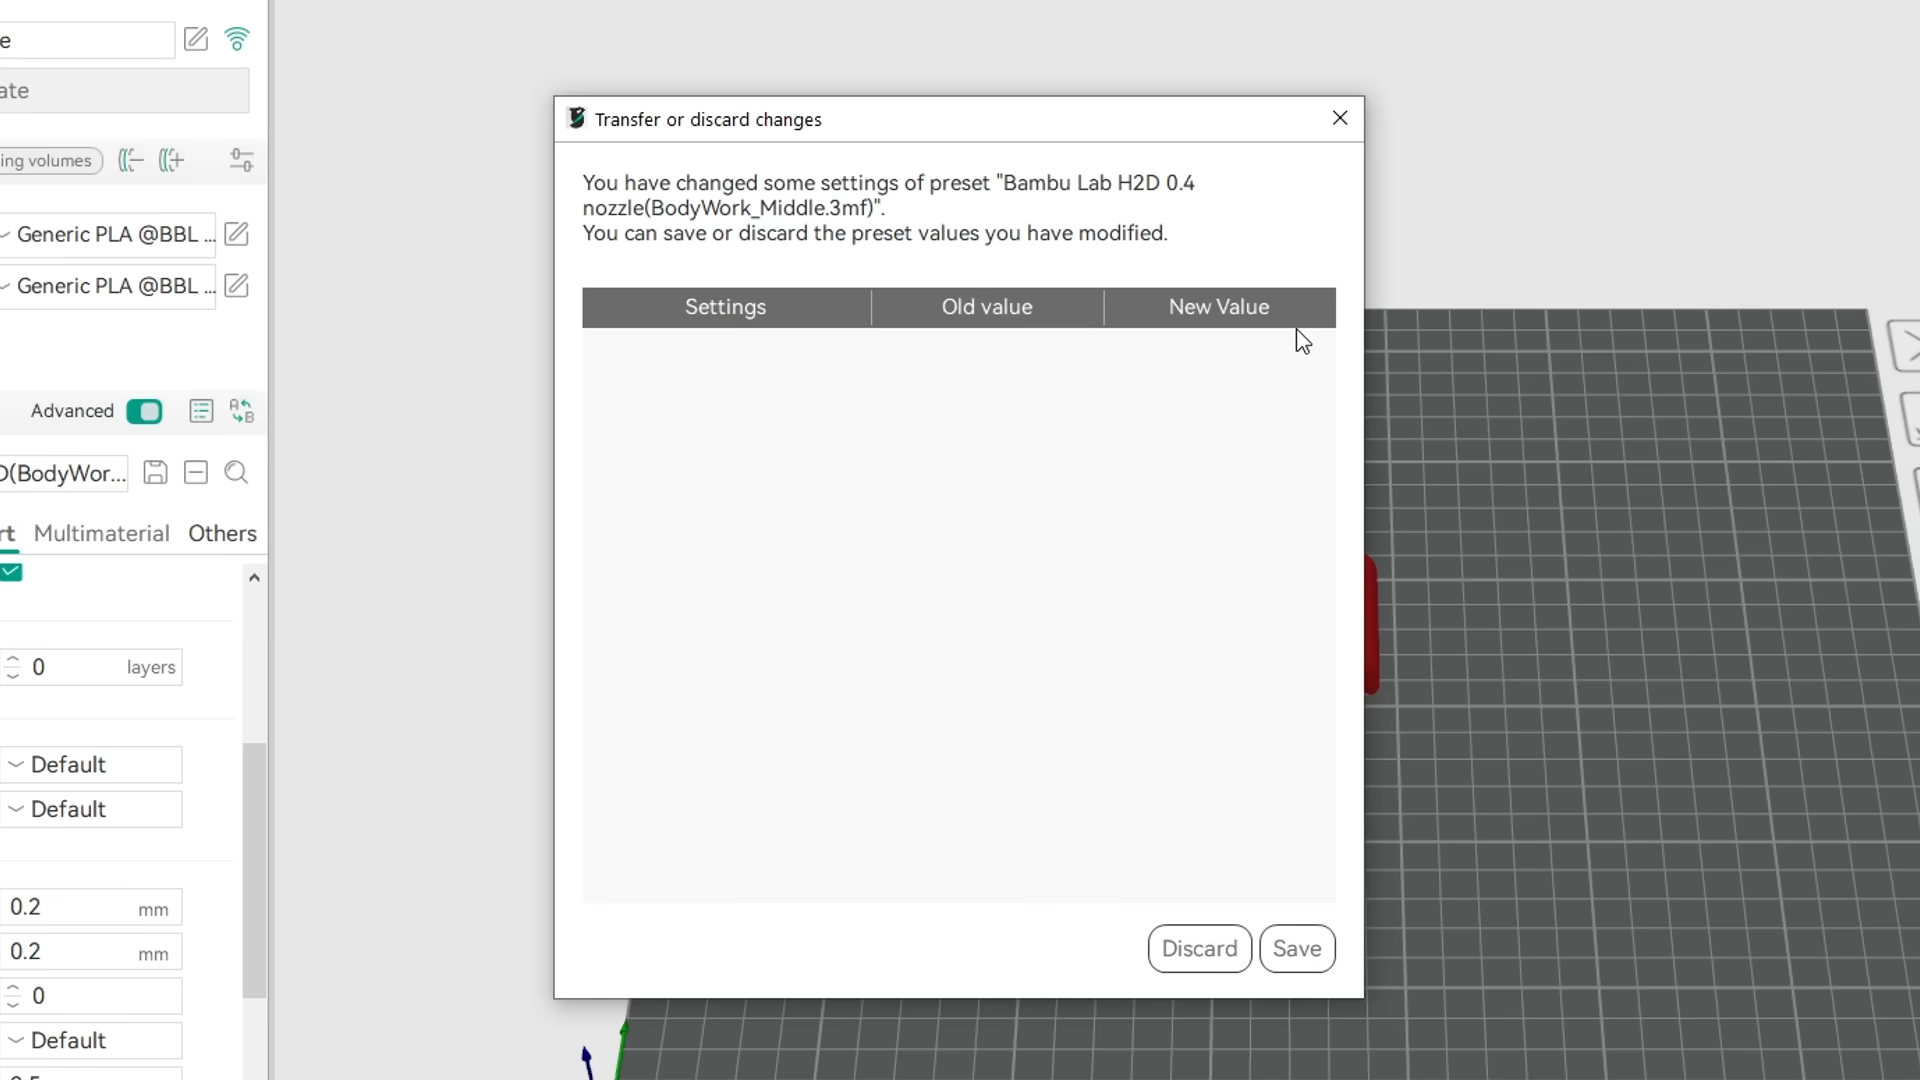 e
ate
ing volumes
Generic PLA @BBL ...
Generic PLA @BBL ...
Advanced
D(BodyWor...
rt Multimaterial Others
0 layers
Default
Default
0.2 mm
0.2 mm
0
Default
Transfer or discard changes
You have changed some settings of preset "Bambu Lab H2D 0.4
nozzle(BodyWork_Middle.3mf)".
You can save or discard the preset values you have modified.
Settings Old value New Value
Discard Save